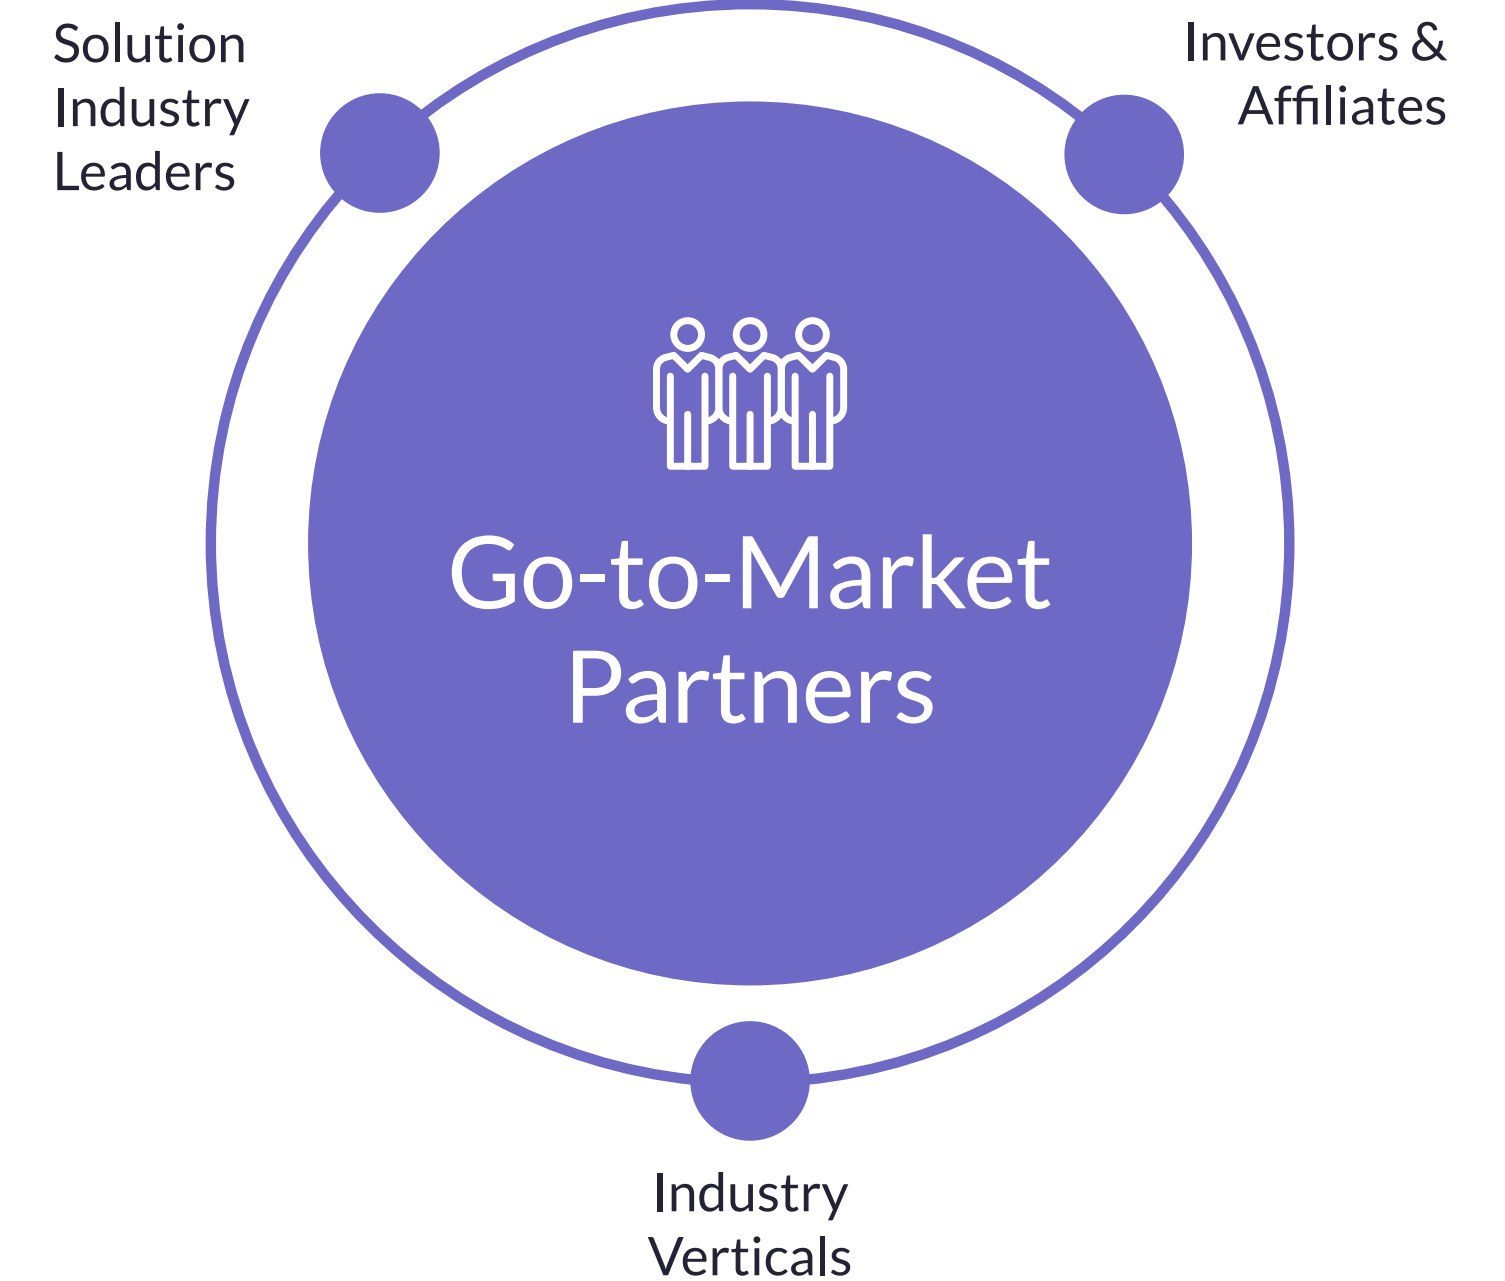 Solution
Industry
Leaders
Investors &
Affiliates
Go-to-Market
Partners
Industry
Verticals